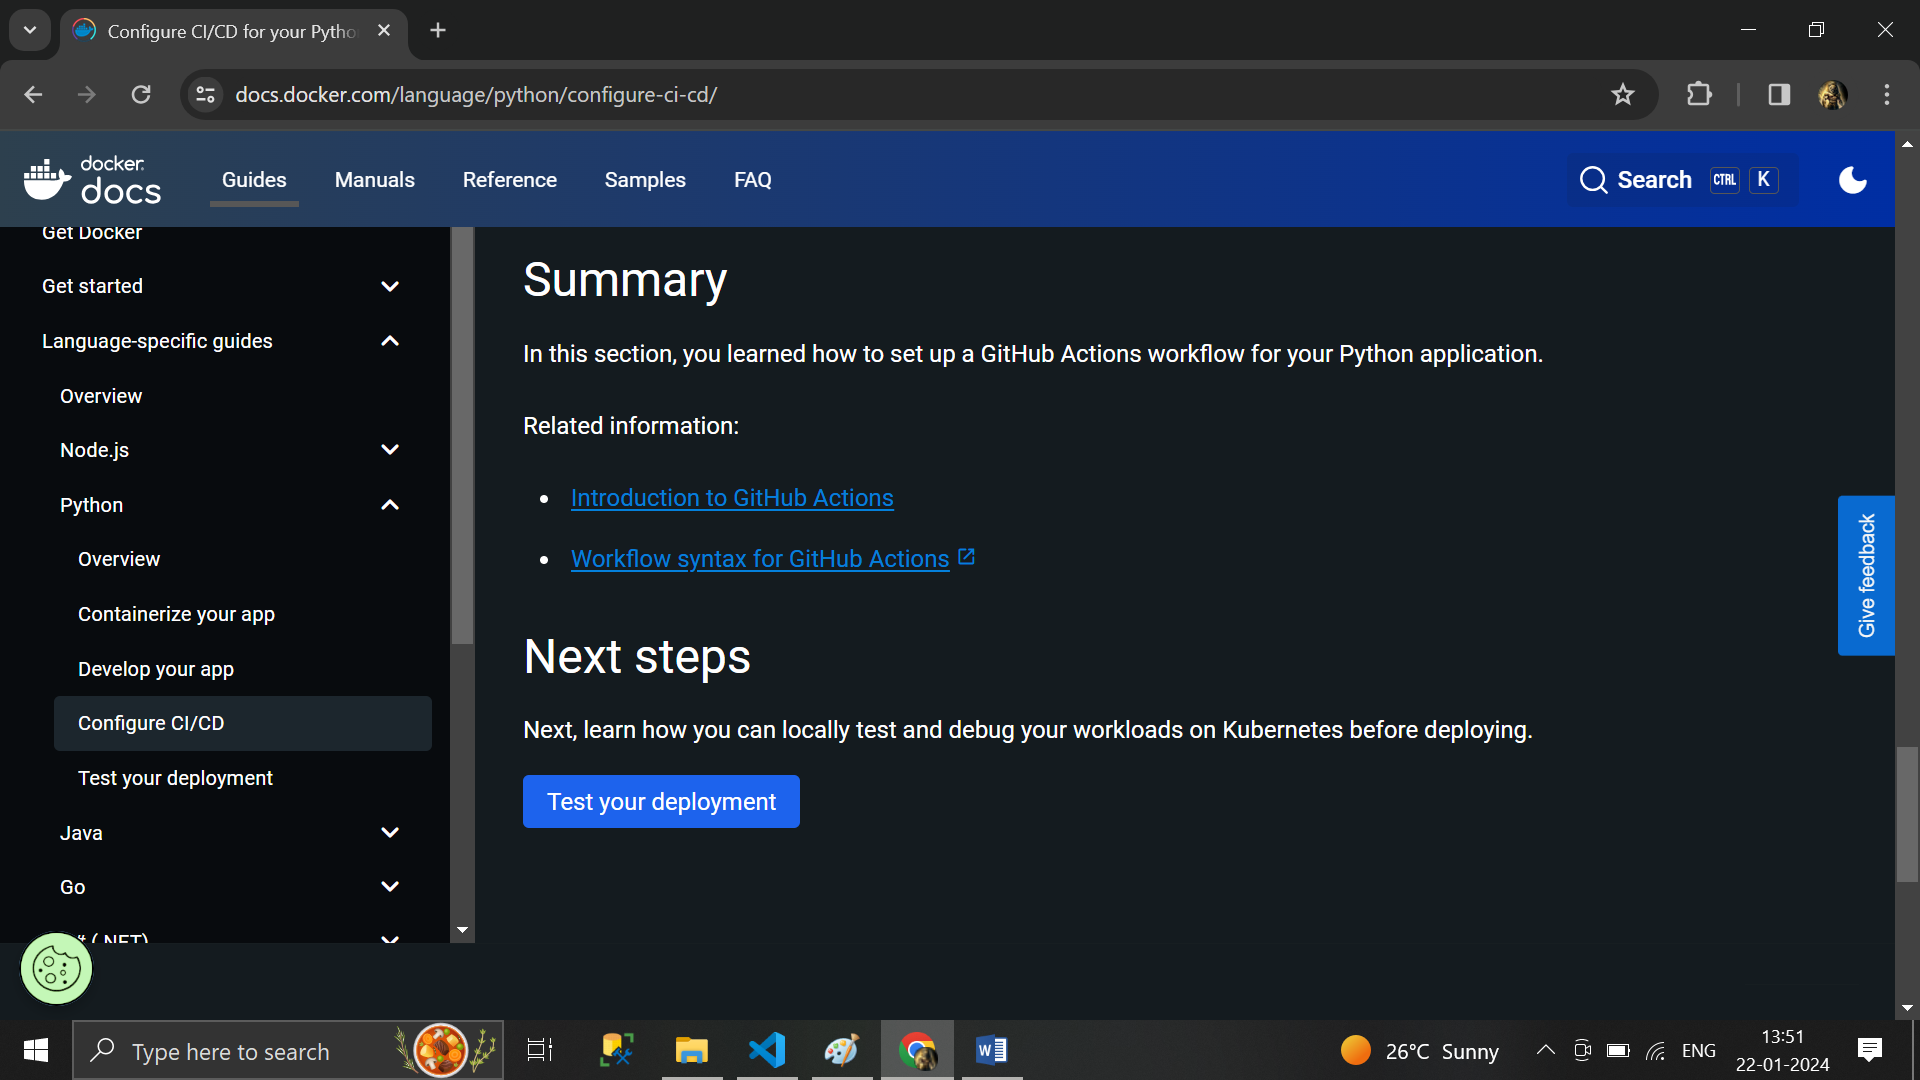 Configure CI/CD for your Pytho
docs.docker.com/language/python/configure-ci-cd/
docker
docs
Guides
Manuals
Reference
Samples
FAQ
Search
CTRL
K
Get Docker
Get started
Language-specific guides
Overview
Node.js
Python
Overview
Containerize your app
Develop your app
Configure CI/CD
Test your deployment
Java
Go
# (.NET)
Summary
In this section, you learned how to set up a GitHub Actions workflow for your Python application.
Related information:
Introduction to GitHub Actions
Workflow syntax for GitHub Actions
Next steps
Next, learn how you can locally test and debug your workloads on Kubernetes before deploying.
Test your deployment
Give feedback
Type here to search
26°C Sunny
ENG
13:51
22-01-2024